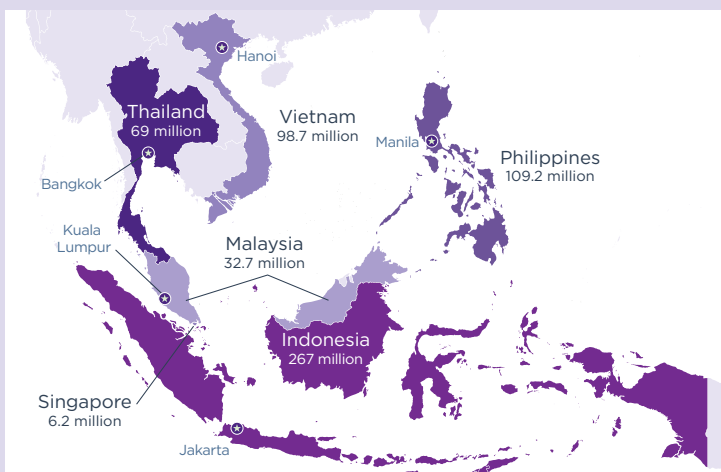 Hanoi
Thailand
69 million
Vietnam
98.7 million
Manila
Philippines
109.2 million
Bangkok
Kuala
Lumpur
Malaysia
32.7 million
Indonesia
267 million
Singapore
6.2 million
Jakarta